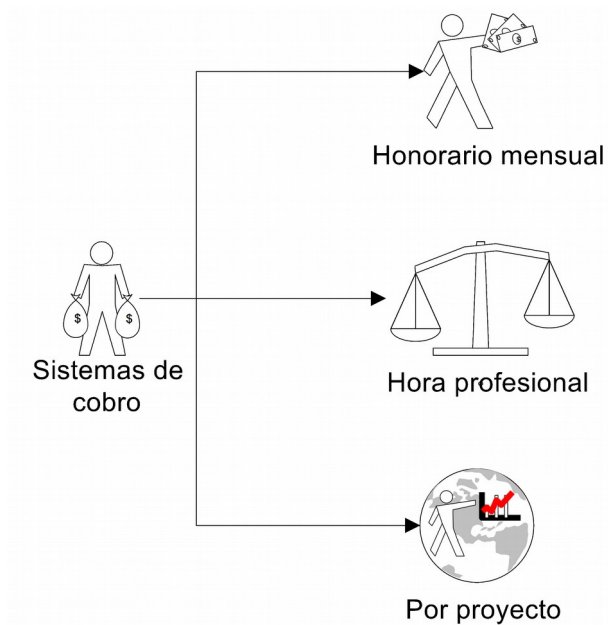 Honorario mensual
$ $
Sistemas de
cobro
Hora profesional
Por proyecto